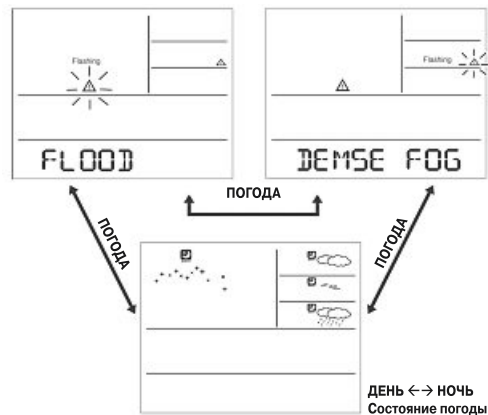 Flashing
Flashing
FLOOD
DEMSE FOG
ПОГОДА
ПОГОДА
ПОГОДА
ДЕНЬ ←→ НОЧЬ
Состояние погоды